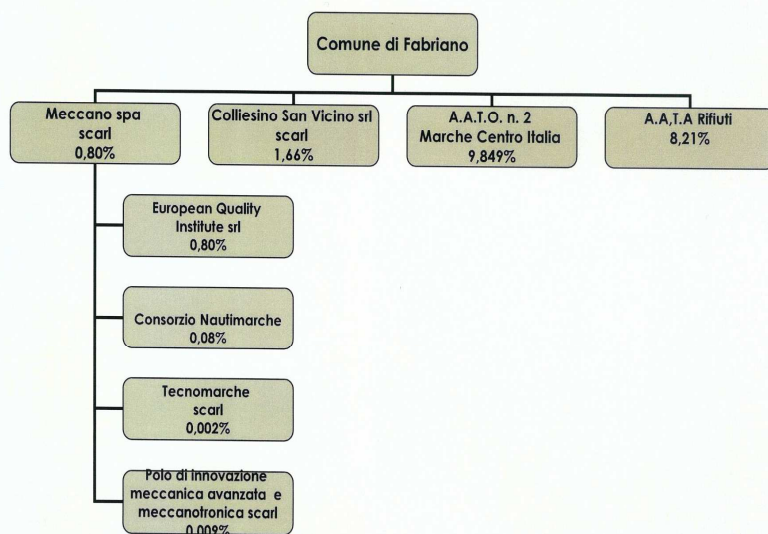 Comune di Fabriano
Meccano spa
scarl
0,80%
Colliesino San Vicino srl
scarl
1,66%
A.A.T.O. n. 2
Marche Centro Italia
9,849%
A.A,T.A Rifiuti
8,21%
European Quality
Institute srl
0,80%
Consorzio Nautimarche
0,08%
Tecnomarche
scarl
0,002%
Polo di innovazione
meccanica avanzata e
meccanotronica scarl
0,009%